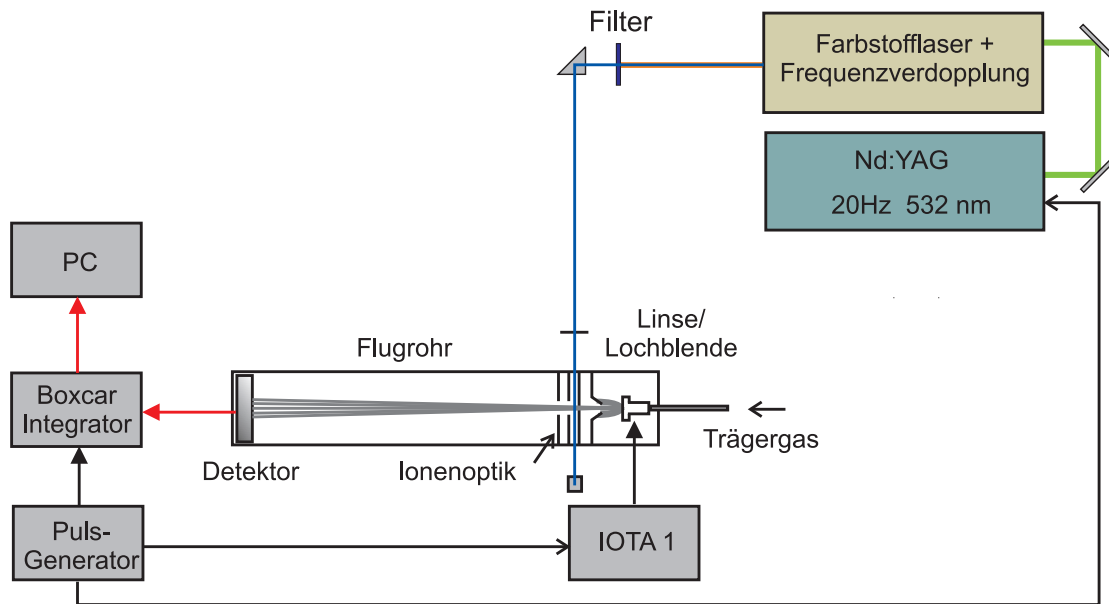 Filter
Farbstofflaser +
Frequenzverdopplung
Nd:YAG
20Hz 532 nm
PC
Linse/
Lochblende
Flugrohr
Boxcar
Integrator
Trägergas
Detektor
Ionenoptik
Puls-
Generator
IOTA 1